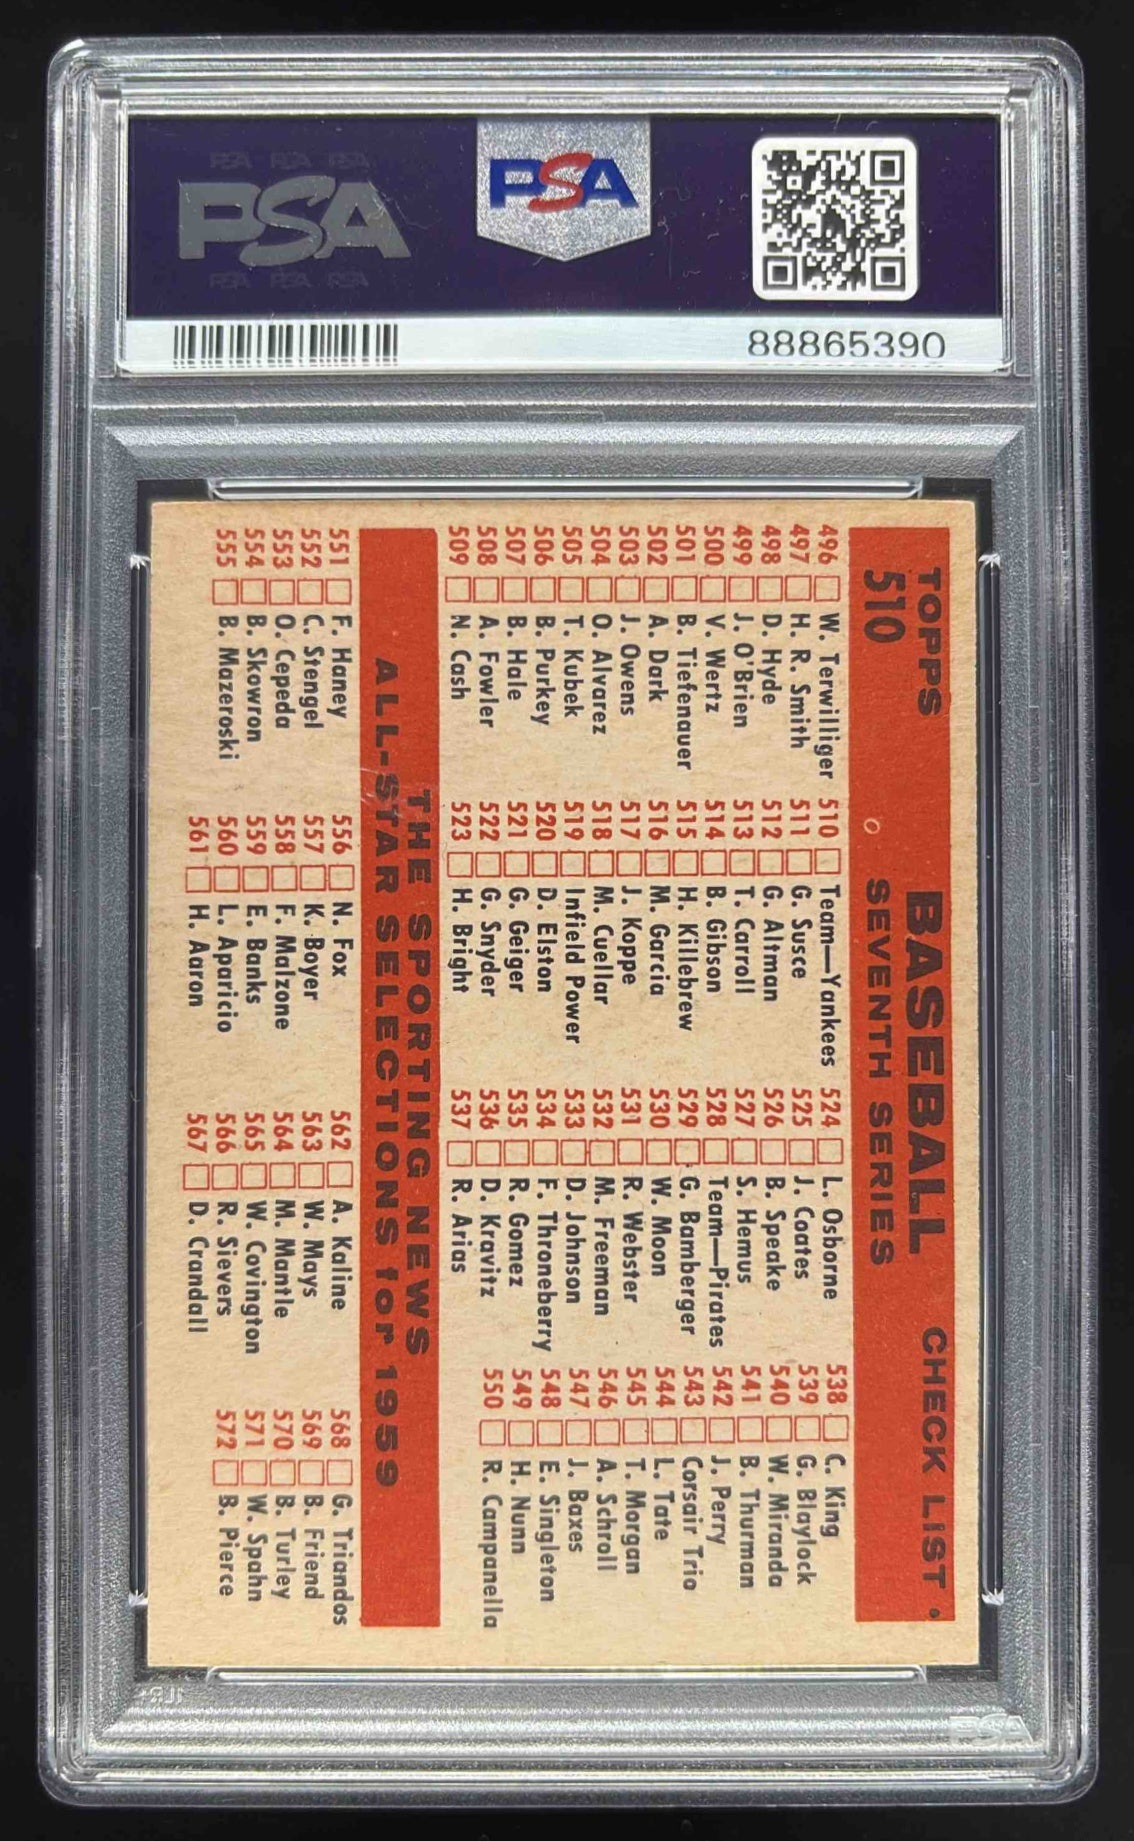 PSA PSA PSA
PSA
PSA PSA PSA
PSA
88865390
TOPPS BASEBALL CHECK LIST
510 SEVENTH SERIES
496 W. Terwilliger
497 H. R. Smith
498 D. Hyde
499 J. O'Brien
500 V. Wertz
501 B. Tiefenauer
502 A. Dark
503 J. Owens
504 O. Alvarez
505 T. Kubek
506 B. Purkey
507 B. Hale
508 A. Fowler
509 N. Cash
510 Team—Yankees
511 G. Susce
512 G. Altman
513 T. Carroll
514 B. Gibson
515 H. Killebrew
516 M. Garcia
517 J. Koppe
518 M. Cuellar
519 Infield Power
520 D. Elston
521 G. Geiger
522 G. Snyder
523 H. Bright
524 L. Osborne
525 J. Coates
526 B. Speake
527 S. Hemus
528 Team—Pirates
529 G. Bamberger
530 W. Moon
531 R. Webster
532 M. Freeman
533 D. Johnson
534 F. Throneberry
535 R. Gomez
536 D. Kravitz
537 R. Arias
538 C. King
539 G. Blaylock
540 W. Miranda
541 B. Thurman
542 J. Perry
543 Corsair Trio
544 L. Tate
545 T. Morgan
546 A. Schroll
547 J. Baxes
548 E. Singleton
549 H. Nunn
550 R. Campanella
THE SPORTING NEWS
ALL-STAR SELECTIONS for 1959
551 F. Haney
552 C. Stengel
553 O. Cepeda
554 B. Skowron
555 B. Mazeroski
556 N. Fox
557 K. Boyer
558 F. Malzone
559 E. Banks
560 L. Aparicio
561 H. Aaron
562 A. Kaline
563 W. Mays
564 M. Mantle
565 W. Covington
566 R. Sievers
567 D. Crandall
568 G. Triandos
569 B. Friend
570 B. Turley
571 W. Spahn
572 B. Pierce